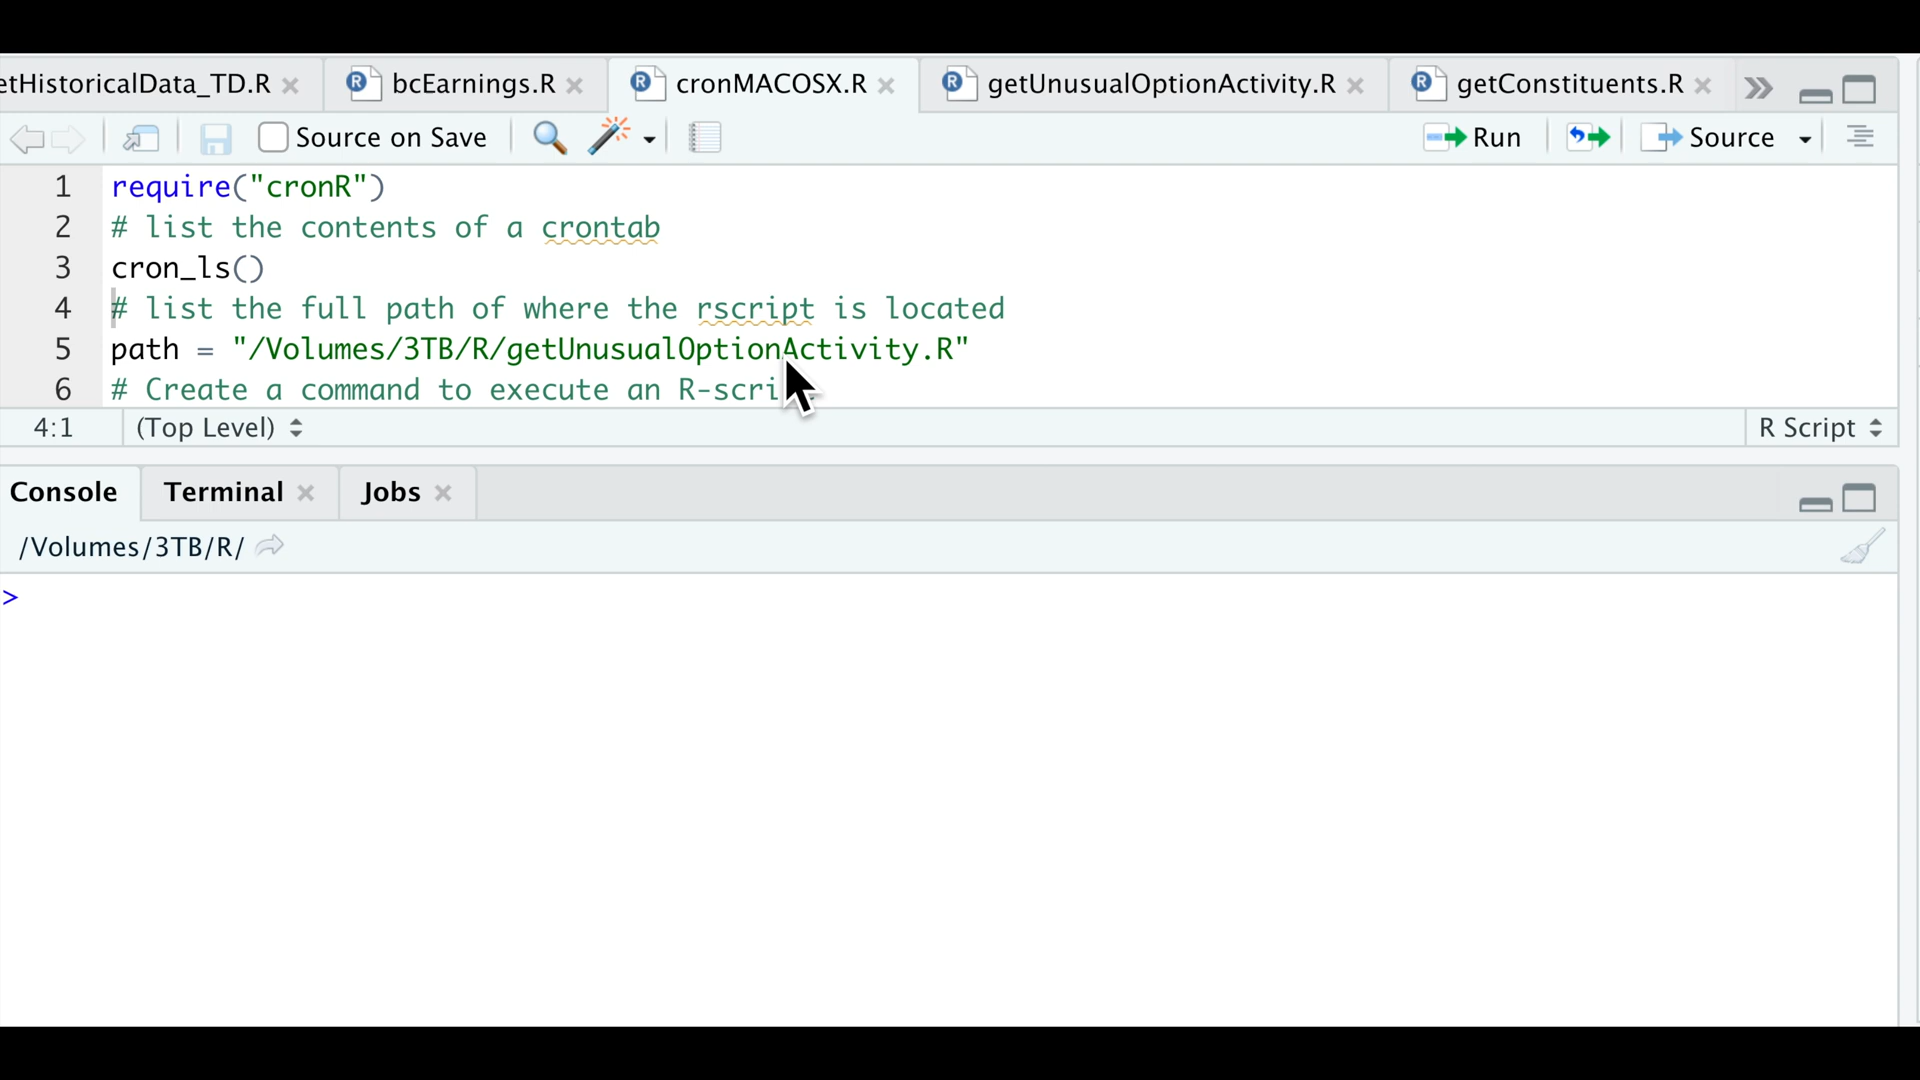 etHistoricalData_TD.R bcEarnings.R cronMACOSX.R getUnusualOptionActivity.R getConstituents.R
Source on Save Run Source
1 require("cronR")
2 # list the contents of a crontab
3 cron_ls()
4 # list the full path of where the rscript is located
5 path = "/Volumes/3TB/R/getUnusualOptionActivity.R"
6 # Create a command to execute an
4:1 (Top Level) R Script
Console Terminal Jobs
/Volumes/3TB/R/
>